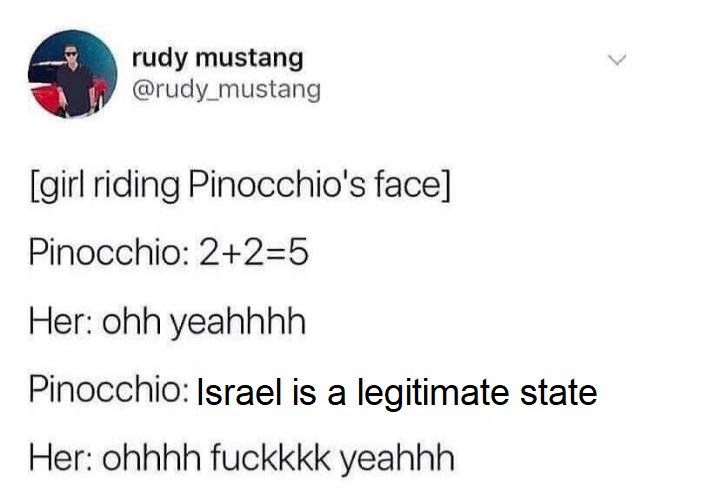 rudy mustang
@rudy_mustang
[girl riding Pinocchio's face]
Pinocchio: 2+2=5
Her: ohh yeahhhh
Pinocchio: Israel is a legitimate state
Her: ohhhh fuckkkk yeahhh